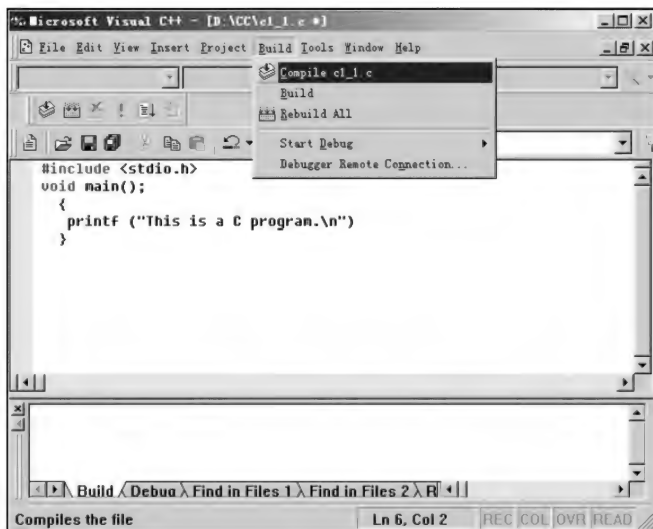 Microsoft Visual C++ - [D:\CC\c1_1.c *]
File Edit View Insert Project Build Tools Window Help
Compile c1_1.c
Build
Rebuild All
Start Debug
Debugger Remote Connection...
#include <stdio.h>
void main();
{
printf ("This is a C program.\n")
}
Build Debug Find in Files 1 Find in Files 2 R
Compiles the file Ln 6, Col 2 REC COL OVR READ